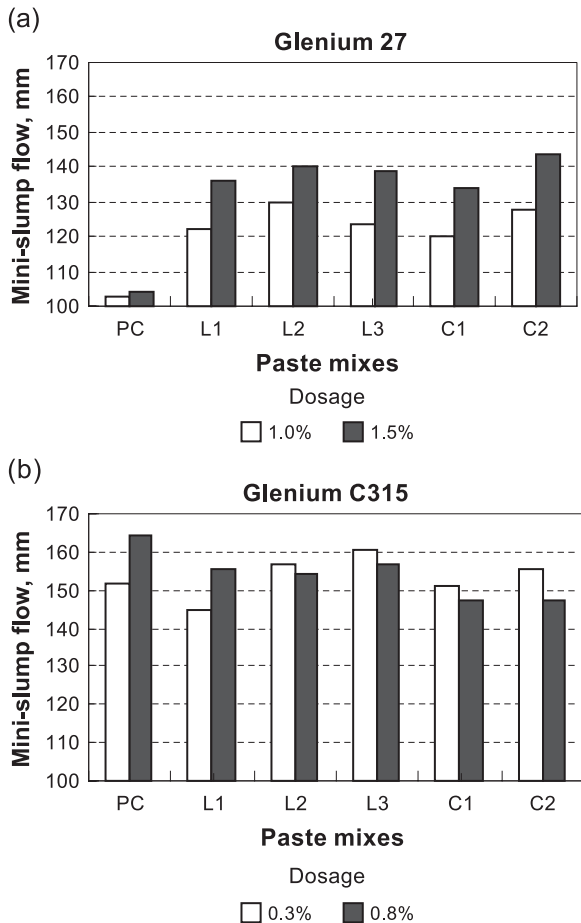 (a)
Glenium 27
Mini-slump flow, mm
170
160
150
140
130
120
110
100
PC L1 L2 L3 C1 C2
Paste mixes
Dosage
1.0% 1.5%
(b)
Glenium C315
Mini-slump flow, mm
170
160
150
140
130
120
110
100
PC L1 L2 L3 C1 C2
Paste mixes
Dosage
0.3% 0.8%